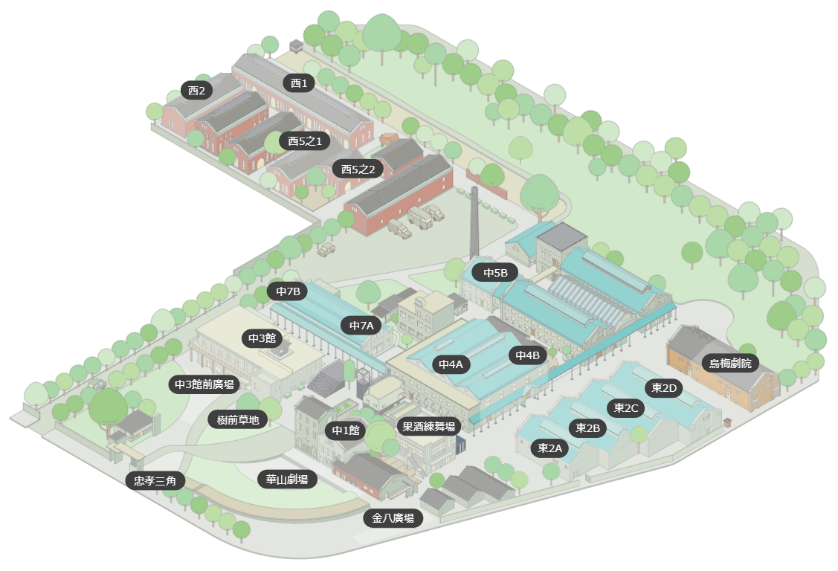 西1
西2
西5之1
西5之2
中5B
中7B
中7A
中3館
中4B
中4A
烏梅劇院
中3館前廣場
東2D
東2C
樹前草地
果酒練舞場
東2B
中1館
東2A
忠孝三角
華山劇場
金八廣場